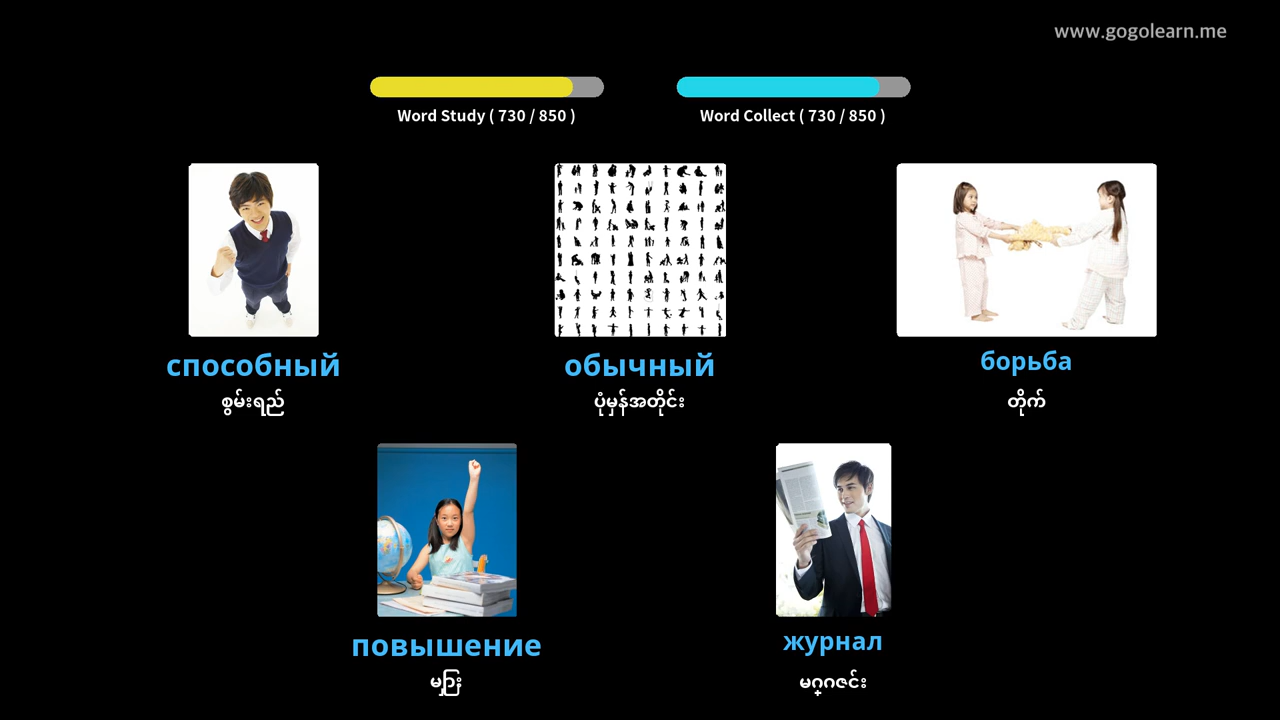 www.gogolearn.me
Word Study ( 730 / 850 )
Word Collect ( 730 / 850 )
способный
обычный
борьба
စွမ်းရည်
ပုံမှန်အတိုင်း
တိုက်
повышение
журнал
မြှား
မဂ္ဂဇင်း